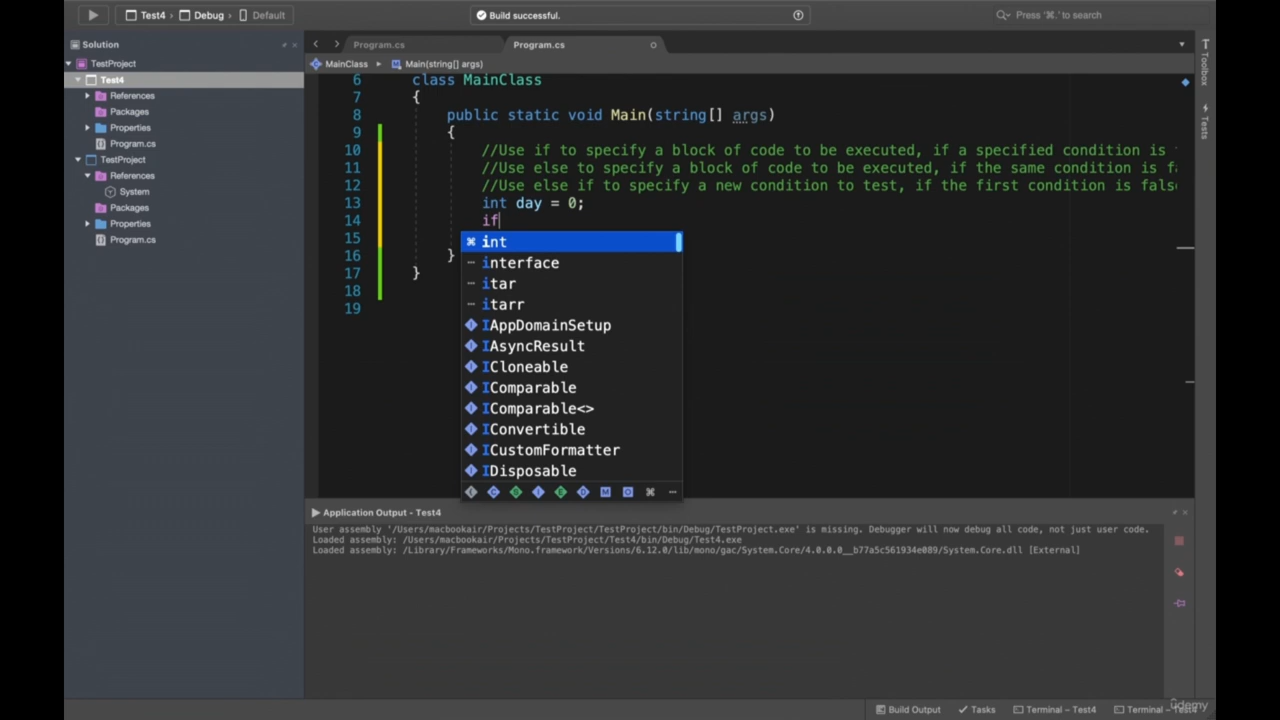 Test4 › Debug › Default
Build successful.
Press '⌘.' to search
Solution
TestProject
Test4
References
Packages
Properties
Program.cs
TestProject
References
System
Packages
Properties
Program.cs
Program.cs
Program.cs
MainClass ▸ Main(string[] args)
6 class MainClass
7 {
8 public static void Main(string[] args)
9 {
10 //Use if to specify a block of code to be executed, if a specified condition is
11 //Use else to specify a block of code to be executed, if the same condition is fa
12 //Use else if to specify a new condition to test, if the first condition is false
13 int day = 0;
14 if
15
16 }
17 }
18
19
int
interface
itar
itarr
IAppDomainSetup
IAsyncResult
ICloneable
IComparable
IComparable<>
IConvertible
ICustomFormatter
IDisposable
Toolbox
Tests
Application Output - Test4
User assembly '/Users/macbookair/Projects/TestProject/TestProject/bin/Debug/TestProject.exe' is missing. Debugger will now debug all code, not just user code.
Loaded assembly: /Users/macbookair/Projects/TestProject/Test4/bin/Debug/Test4.exe
Loaded assembly: /Library/Frameworks/Mono.framework/Versions/6.12.0/lib/mono/gac/System.Core/4.0.0.0__b77a5c561934e089/System.Core.dll [External]
Build Output Tasks Terminal – Test4 Terminal – Test4
udemy